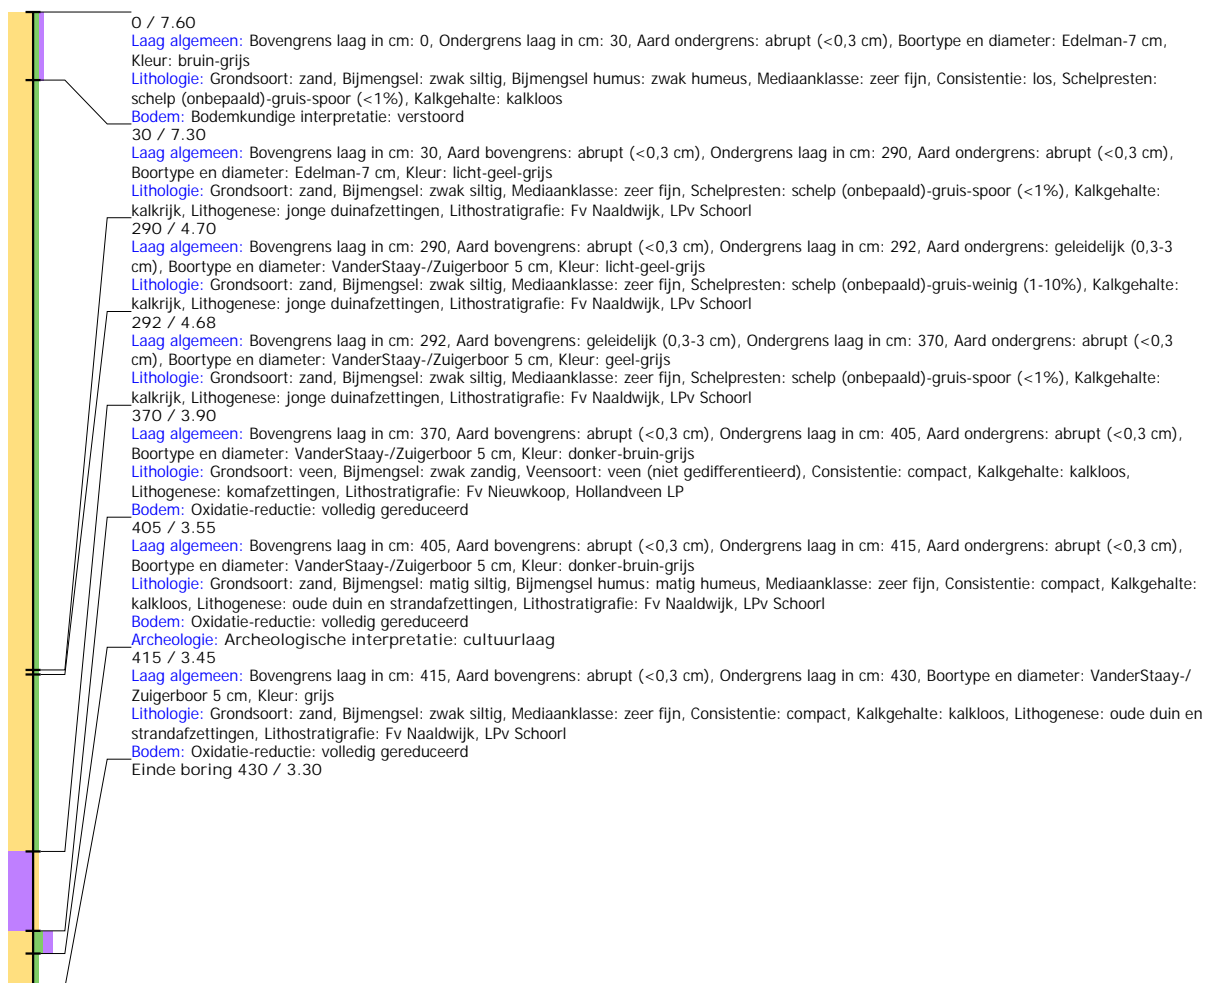 0 / 7.60
Laag algemeen: Bovengrens laag in cm: 0, Ondergrens laag in cm: 30, Aard ondergrens: abrupt (<0,3 cm), Boortype en diameter: Edelman-7 cm,
Kleur: bruin-grijs
Lithologie: Grondsoort: zand, Bijmengsel: zwak siltig, Bijmengsel humus: zwak humeus, Mediaanklasse: zeer fijn, Consistentie: los, Schelpresten:
schelp (onbepaald)-gruis-spoor (<1%), Kalkgehalte: kalkloos
Bodem: Bodemkundige interpretatie: verstoord
30 / 7.30
Laag algemeen: Bovengrens laag in cm: 30, Aard bovengrens: abrupt (<0,3 cm), Ondergrens laag in cm: 290, Aard ondergrens: abrupt (<0,3 cm),
Boortype en diameter: Edelman-7 cm, Kleur: licht-geel-grijs
Lithologie: Grondsoort: zand, Bijmengsel: zwak siltig, Mediaanklasse: zeer fijn, Schelpresten: schelp (onbepaald)-gruis-spoor (<1%), Kalkgehalte:
kalkrijk, Lithogenese: jonge duinafzettingen, Lithostratigrafie: Fv Naaldwijk, LPv Schoorl
290 / 4.70
Laag algemeen: Bovengrens laag in cm: 290, Aard bovengrens: abrupt (<0,3 cm), Ondergrens laag in cm: 292, Aard ondergrens: geleidelijk (0,3-3
cm), Boortype en diameter: VanderStaay-/Zuigerboor 5 cm, Kleur: licht-geel-grijs
Lithologie: Grondsoort: zand, Bijmengsel: zwak siltig, Mediaanklasse: zeer fijn, Schelpresten: schelp (onbepaald)-gruis-weinig (1-10%), Kalkgehalte:
kalkrijk, Lithogenese: jonge duinafzettingen, Lithostratigrafie: Fv Naaldwijk, LPv Schoorl
292 / 4.68
Laag algemeen: Bovengrens laag in cm: 292, Aard bovengrens: geleidelijk (0,3-3 cm), Ondergrens laag in cm: 370, Aard ondergrens: abrupt (<0,3
cm), Boortype en diameter: VanderStaay-/Zuigerboor 5 cm, Kleur: geel-grijs
Lithologie: Grondsoort: zand, Bijmengsel: zwak siltig, Mediaanklasse: zeer fijn, Schelpresten: schelp (onbepaald)-gruis-spoor (<1%), Kalkgehalte:
kalkrijk, Lithogenese: jonge duinafzettingen, Lithostratigrafie: Fv Naaldwijk, LPv Schoorl
370 / 3.90
Laag algemeen: Bovengrens laag in cm: 370, Aard bovengrens: abrupt (<0,3 cm), Ondergrens laag in cm: 405, Aard ondergrens: abrupt (<0,3 cm),
Boortype en diameter: VanderStaay-/Zuigerboor 5 cm, Kleur: donker-bruin-grijs
Lithologie: Grondsoort: veen, Bijmengsel: zwak zandig, Veensoort: veen (niet gedifferentieerd), Consistentie: compact, Kalkgehalte: kalkloos,
Lithogenese: komafzettingen, Lithostratigrafie: Fv Nieuwkoop, Hollandveen LP
Bodem: Oxidatie-reductie: volledig gereduceerd
405 / 3.55
Laag algemeen: Bovengrens laag in cm: 405, Aard bovengrens: abrupt (<0,3 cm), Ondergrens laag in cm: 415, Aard ondergrens: abrupt (<0,3 cm),
Boortype en diameter: VanderStaay-/Zuigerboor 5 cm, Kleur: donker-bruin-grijs
Lithologie: Grondsoort: zand, Bijmengsel: matig siltig, Bijmengsel humus: matig humeus, Mediaanklasse: zeer fijn, Consistentie: compact, Kalkgehalte:
kalkloos, Lithogenese: oude duin en strandafzettingen, Lithostratigrafie: Fv Naaldwijk, LPv Schoorl
Bodem: Oxidatie-reductie: volledig gereduceerd
Archeologie: Archeologische interpretatie: cultuurlaag
415 / 3.45
Laag algemeen: Bovengrens laag in cm: 415, Aard bovengrens: abrupt (<0,3 cm), Ondergrens laag in cm: 430, Boortype en diameter: VanderStaay-/
Zuigerboor 5 cm, Kleur: grijs
Lithologie: Grondsoort: zand, Bijmengsel: zwak siltig, Mediaanklasse: zeer fijn, Consistentie: compact, Kalkgehalte: kalkloos, Lithogenese: oude duin en
strandafzettingen, Lithostratigrafie: Fv Naaldwijk, LPv Schoorl
Bodem: Oxidatie-reductie: volledig gereduceerd
Einde boring 430 / 3.30